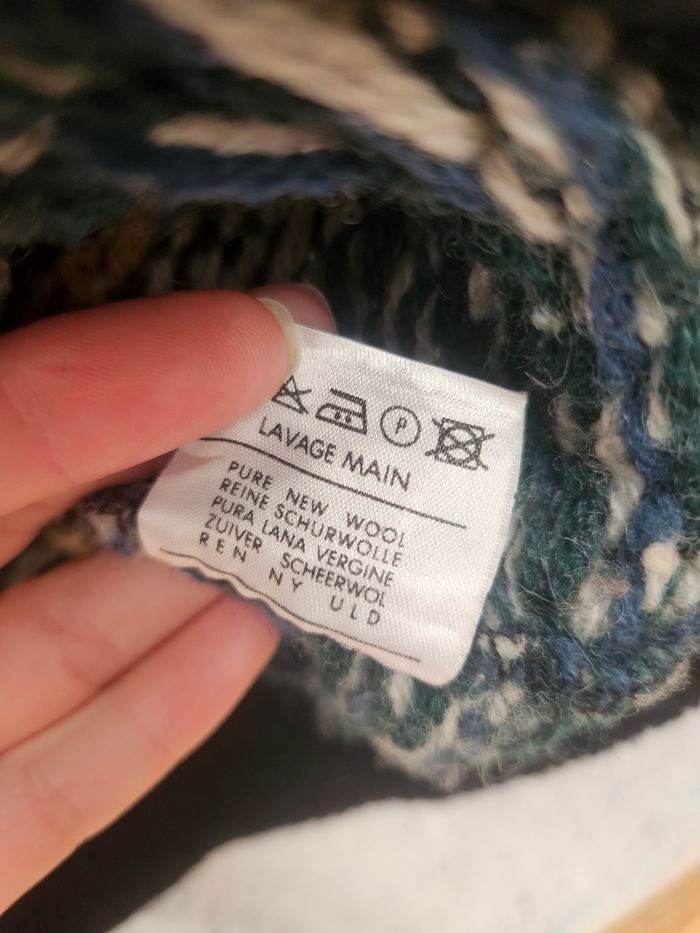 P
LAVAGE MAIN
PURE NEW WOOL
REINE SCHURWOLLE
PURA LANA VERGINE
ZUIVER SCHEERWOL
REN NY ULD